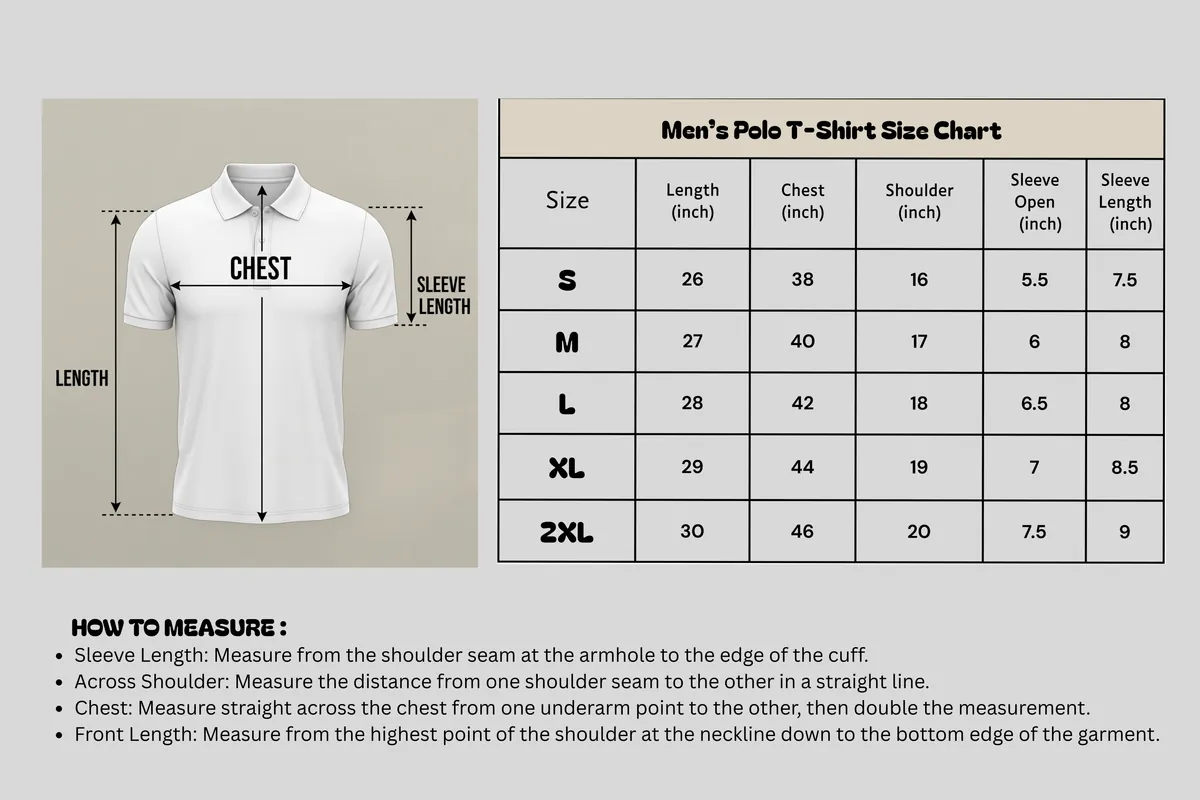 CHEST
SLEEVE
LENGTH
LENGTH
Men's Polo T-Shirt Size Chart
Size Length (inch) Chest (inch) Shoulder (inch) Sleeve Open (inch) Sleeve Length (inch)
S 26 38 16 5.5 7.5
M 27 40 17 6 8
L 28 42 18 6.5 8
XL 29 44 19 7 8.5
2XL 30 46 20 7.5 9
HOW TO MEASURE :
• Sleeve Length: Measure from the shoulder seam at the armhole to the edge of the cuff.
• Across Shoulder: Measure the distance from one shoulder seam to the other in a straight line.
• Chest: Measure straight across the chest from one underarm point to the other, then double the measurement.
• Front Length: Measure from the highest point of the shoulder at the neckline down to the bottom edge of the garment.